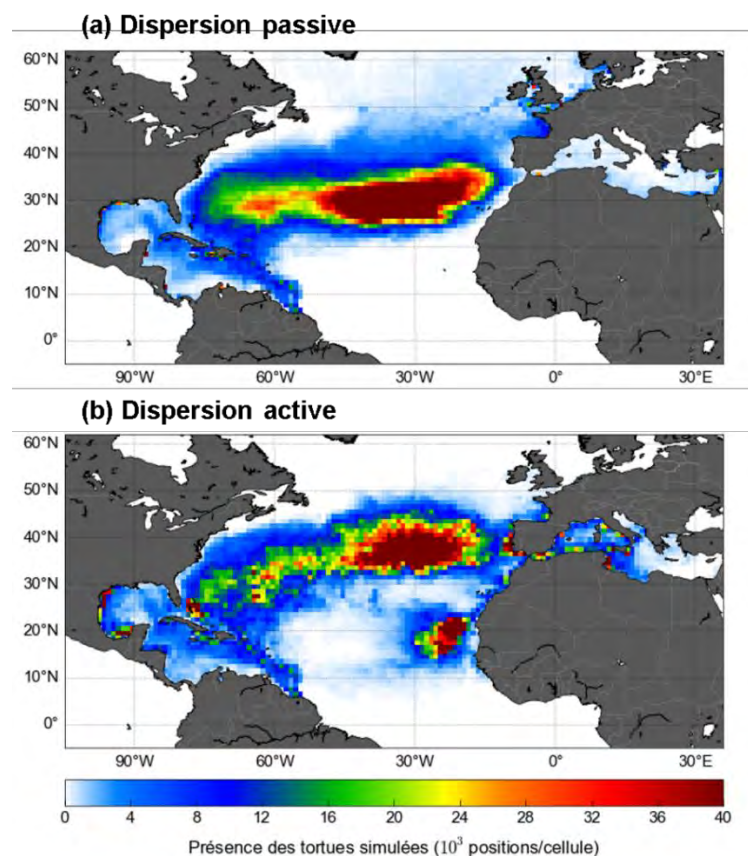 (a) Dispersion passive
60°N
50°N
40°N
30°N
20°N
10°N
0°
90°W 60°W 30°W 0° 30°E
(b) Dispersion active
60°N
50°N
40°N
30°N
20°N
10°N
0°
90°W 60°W 30°W 0° 30°E
0 4 8 12 16 20 24 28 32 36 40
Présence des tortues simulées (10³ positions/cellule)